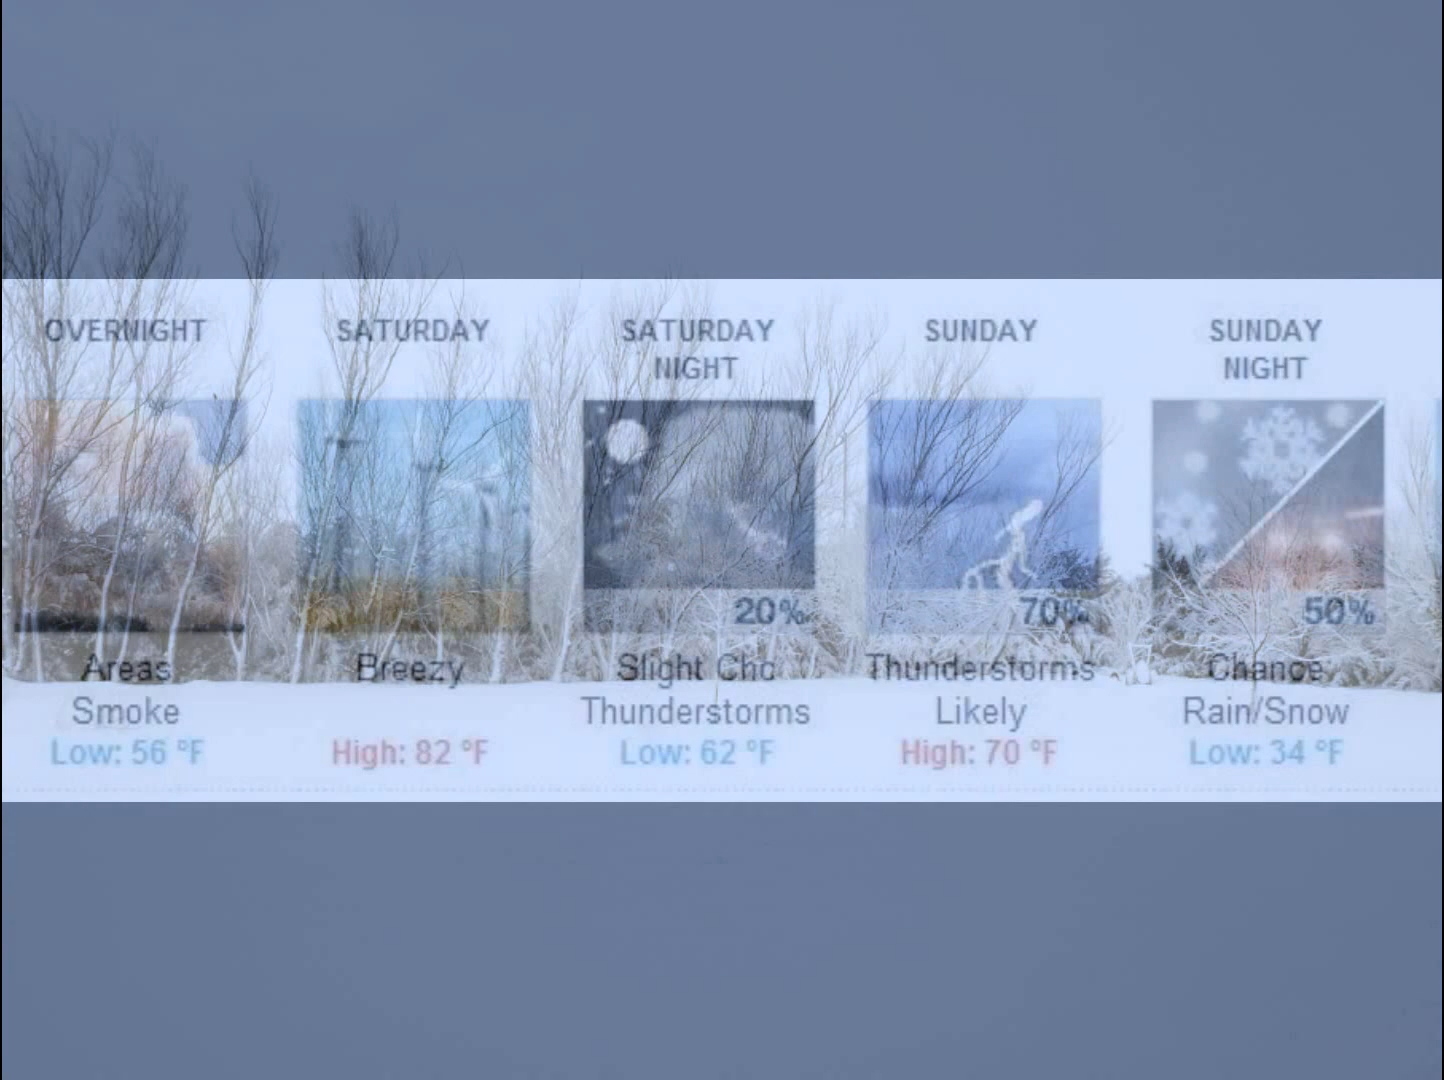 OVERNIGHT
Areas
Smoke
Low: 56 °F
SATURDAY
Breezy
High: 82 °F
SATURDAY
NIGHT
20%
Slight Chc
Thunderstorms
Low: 62 °F
SUNDAY
70%
Thunderstorms
Likely
High: 70 °F
SUNDAY
NIGHT
50%
Chance
Rain/Snow
Low: 34 °F